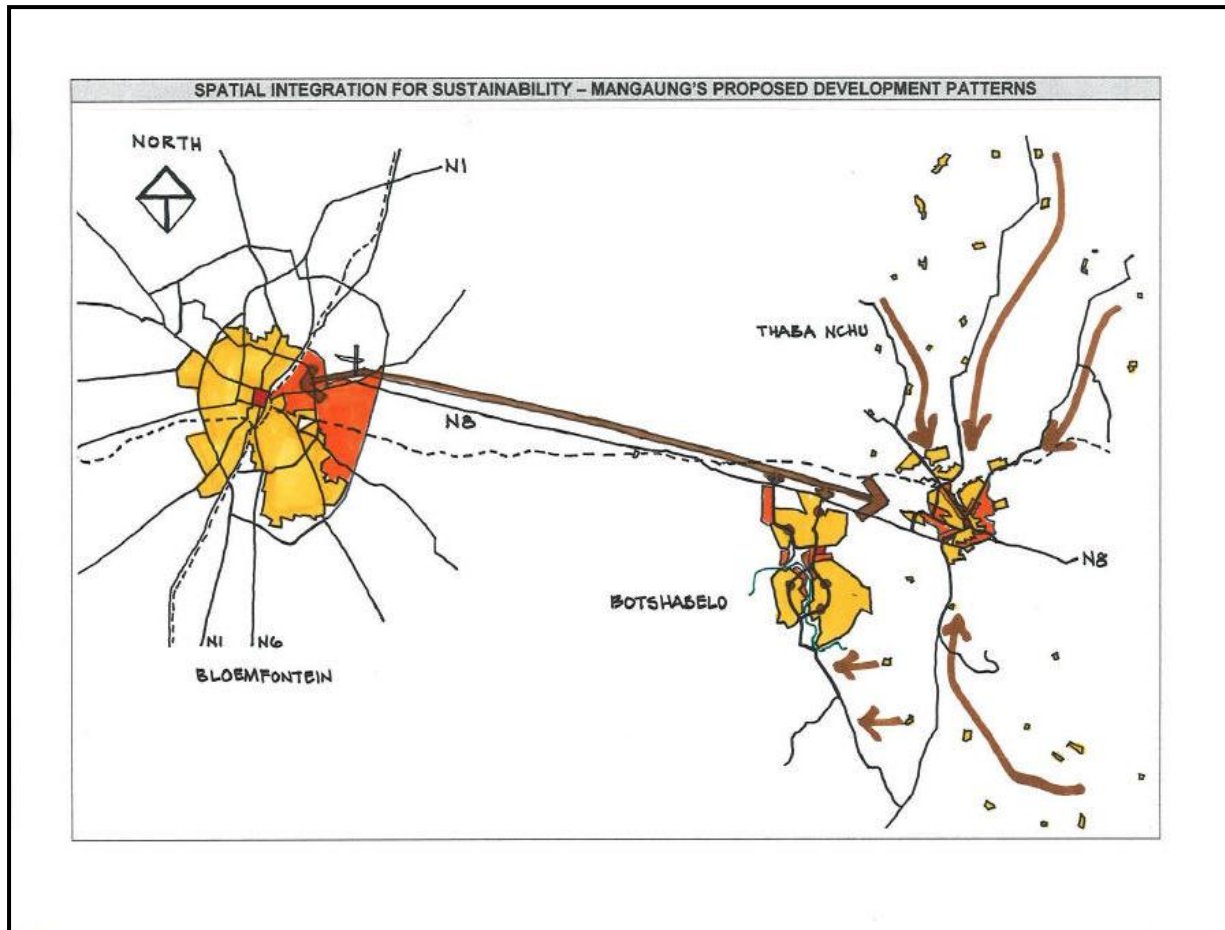 SPATIAL INTEGRATION FOR SUSTAINABILITY – MANGAUNG'S PROPOSED DEVELOPMENT PATTERNS
NORTH
N1
THABA NCHU
N8
N8
BOTSHABELO
N1
N6
BLOEMFONTEIN